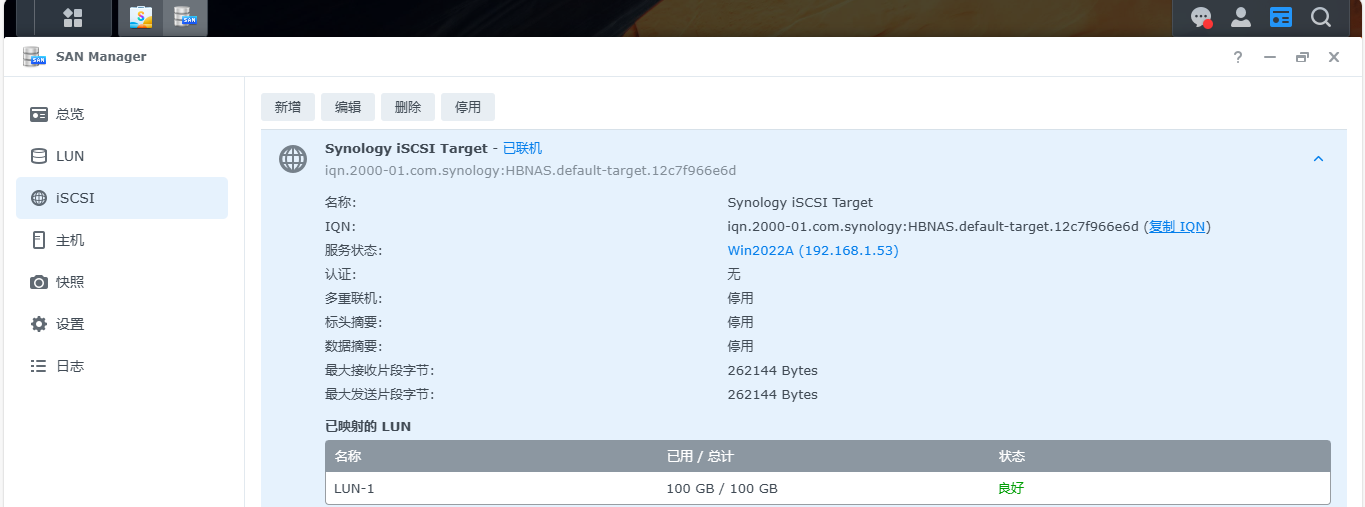 SAN Manager
?
总览
LUN
iSCSI
主机
快照
设置
日志
新增 编辑 删除 停用
Synology iSCSI Target - 已联机
iqn.2000-01.com.synology:HBNAS.default-target.12c7f966e6d
名称: Synology iSCSI Target
IQN: iqn.2000-01.com.synology:HBNAS.default-target.12c7f966e6d (复制 IQN)
服务状态: Win2022A (192.168.1.53)
认证: 无
多重联机: 停用
标头摘要: 停用
数据摘要: 停用
最大接收片段字节: 262144 Bytes
最大发送片段字节: 262144 Bytes
已映射的 LUN
名称 已用 / 总计 状态
LUN-1 100 GB / 100 GB 良好